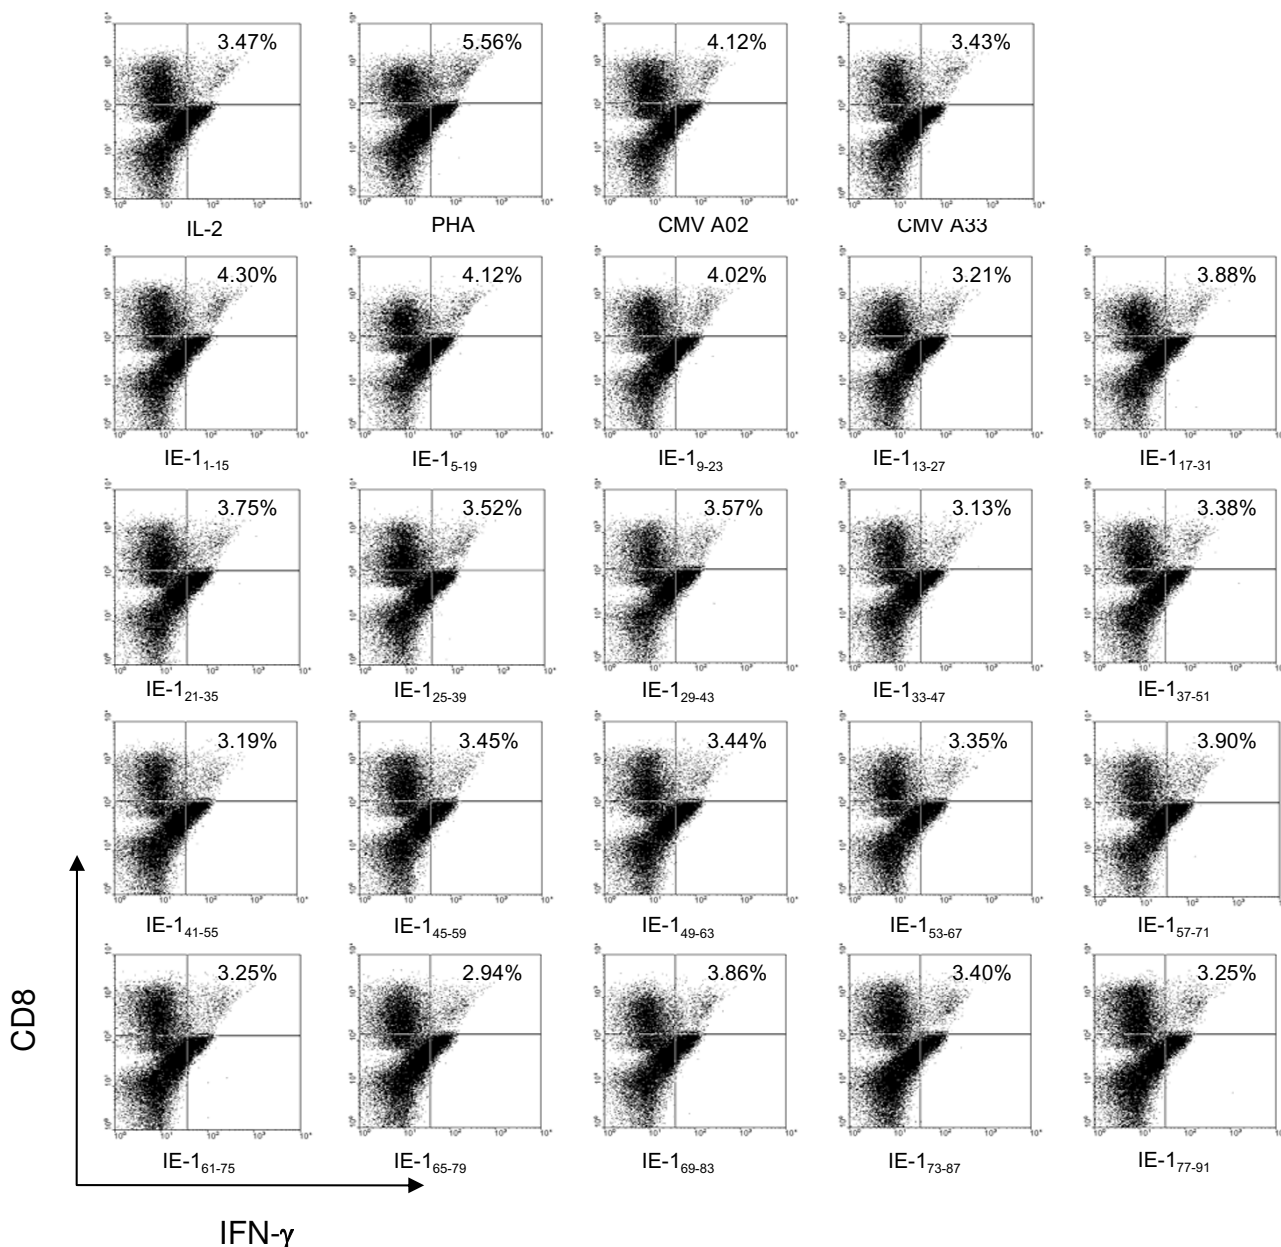 3.47% 5.56% 4.12% 3.43%
IL-2 PHA CMV A02 CMV A33
4.30% 4.12% 4.02% 3.21% 3.88%
IE-1₁₋₁₅ IE-1₅₋₁₉ IE-1₉₋₂₃ IE-1₁₃₋₂₇ IE-1₁₇₋₃₁
3.75% 3.52% 3.57% 3.13% 3.38%
IE-1₂₁₋₃₅ IE-1₂₅₋₃₉ IE-1₂₉₋₄₃ IE-1₃₃₋₄₇ IE-1₃₇₋₅₁
3.19% 3.45% 3.44% 3.35% 3.90%
IE-1₄₁₋₅₅ IE-1₄₅₋₅₉ IE-1₄₉₋₆₃ IE-1₅₃₋₆₇ IE-1₅₇₋₇₁
3.25% 2.94% 3.86% 3.40% 3.25%
IE-1₆₁₋₇₅ IE-1₆₅₋₇₉ IE-1₆₉₋₈₃ IE-1₇₃₋₈₇ IE-1₇₇₋₉₁
CD8
IFN-γ